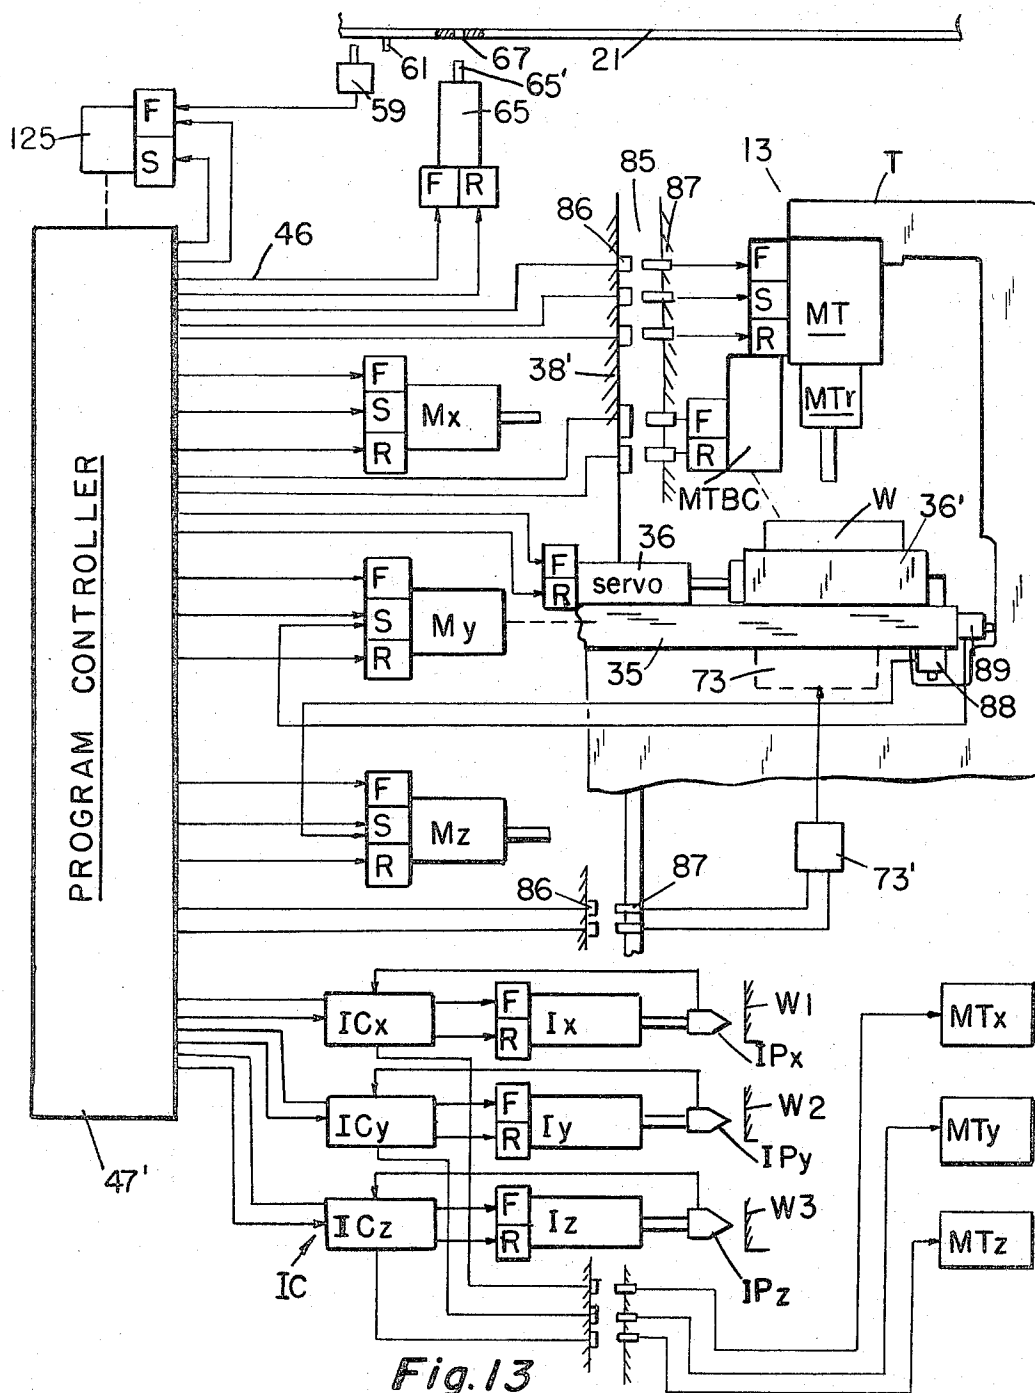 61
67
21
59
65'
65
125
F
S
F R
13
T
85
87
86
46
F
S
R
MT
38'
MTr
F
S
R
Mx
F
R
MTBC
W
36'
36
F
R
servo
F
S
R
My
35
73
89
88
PROGRAM CONTROLLER
F
S
R
Mz
73'
86
87
ICx
F
R
Ix
W1
IPx
MTx
ICy
F
R
Iy
W2
IPy
MTy
47'
ICz
F
R
Iz
W3
IPz
MTz
IC
Fig.13